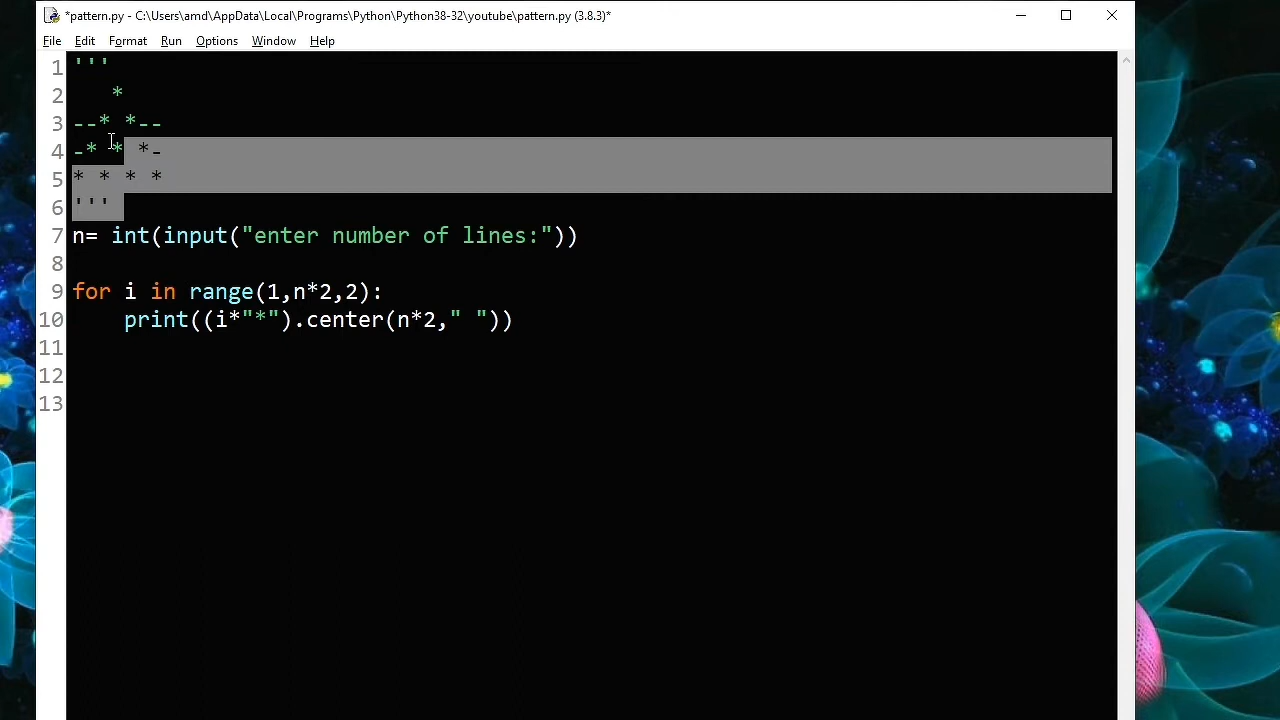 *pattern.py - C:\Users\amd\AppData\Local\Programs\Python\Python38-32\youtube\pattern.py (3.8.3)*
File Edit Format Run Options Window Help
1 '''
2    *
3 --* *--
4 -* * *-
5 * * * *
6 '''
7 n= int(input("enter number of lines:"))
8
9 for i in range(1,n*2,2):
10     print((i*"*").center(n*2," "))
11
12
13